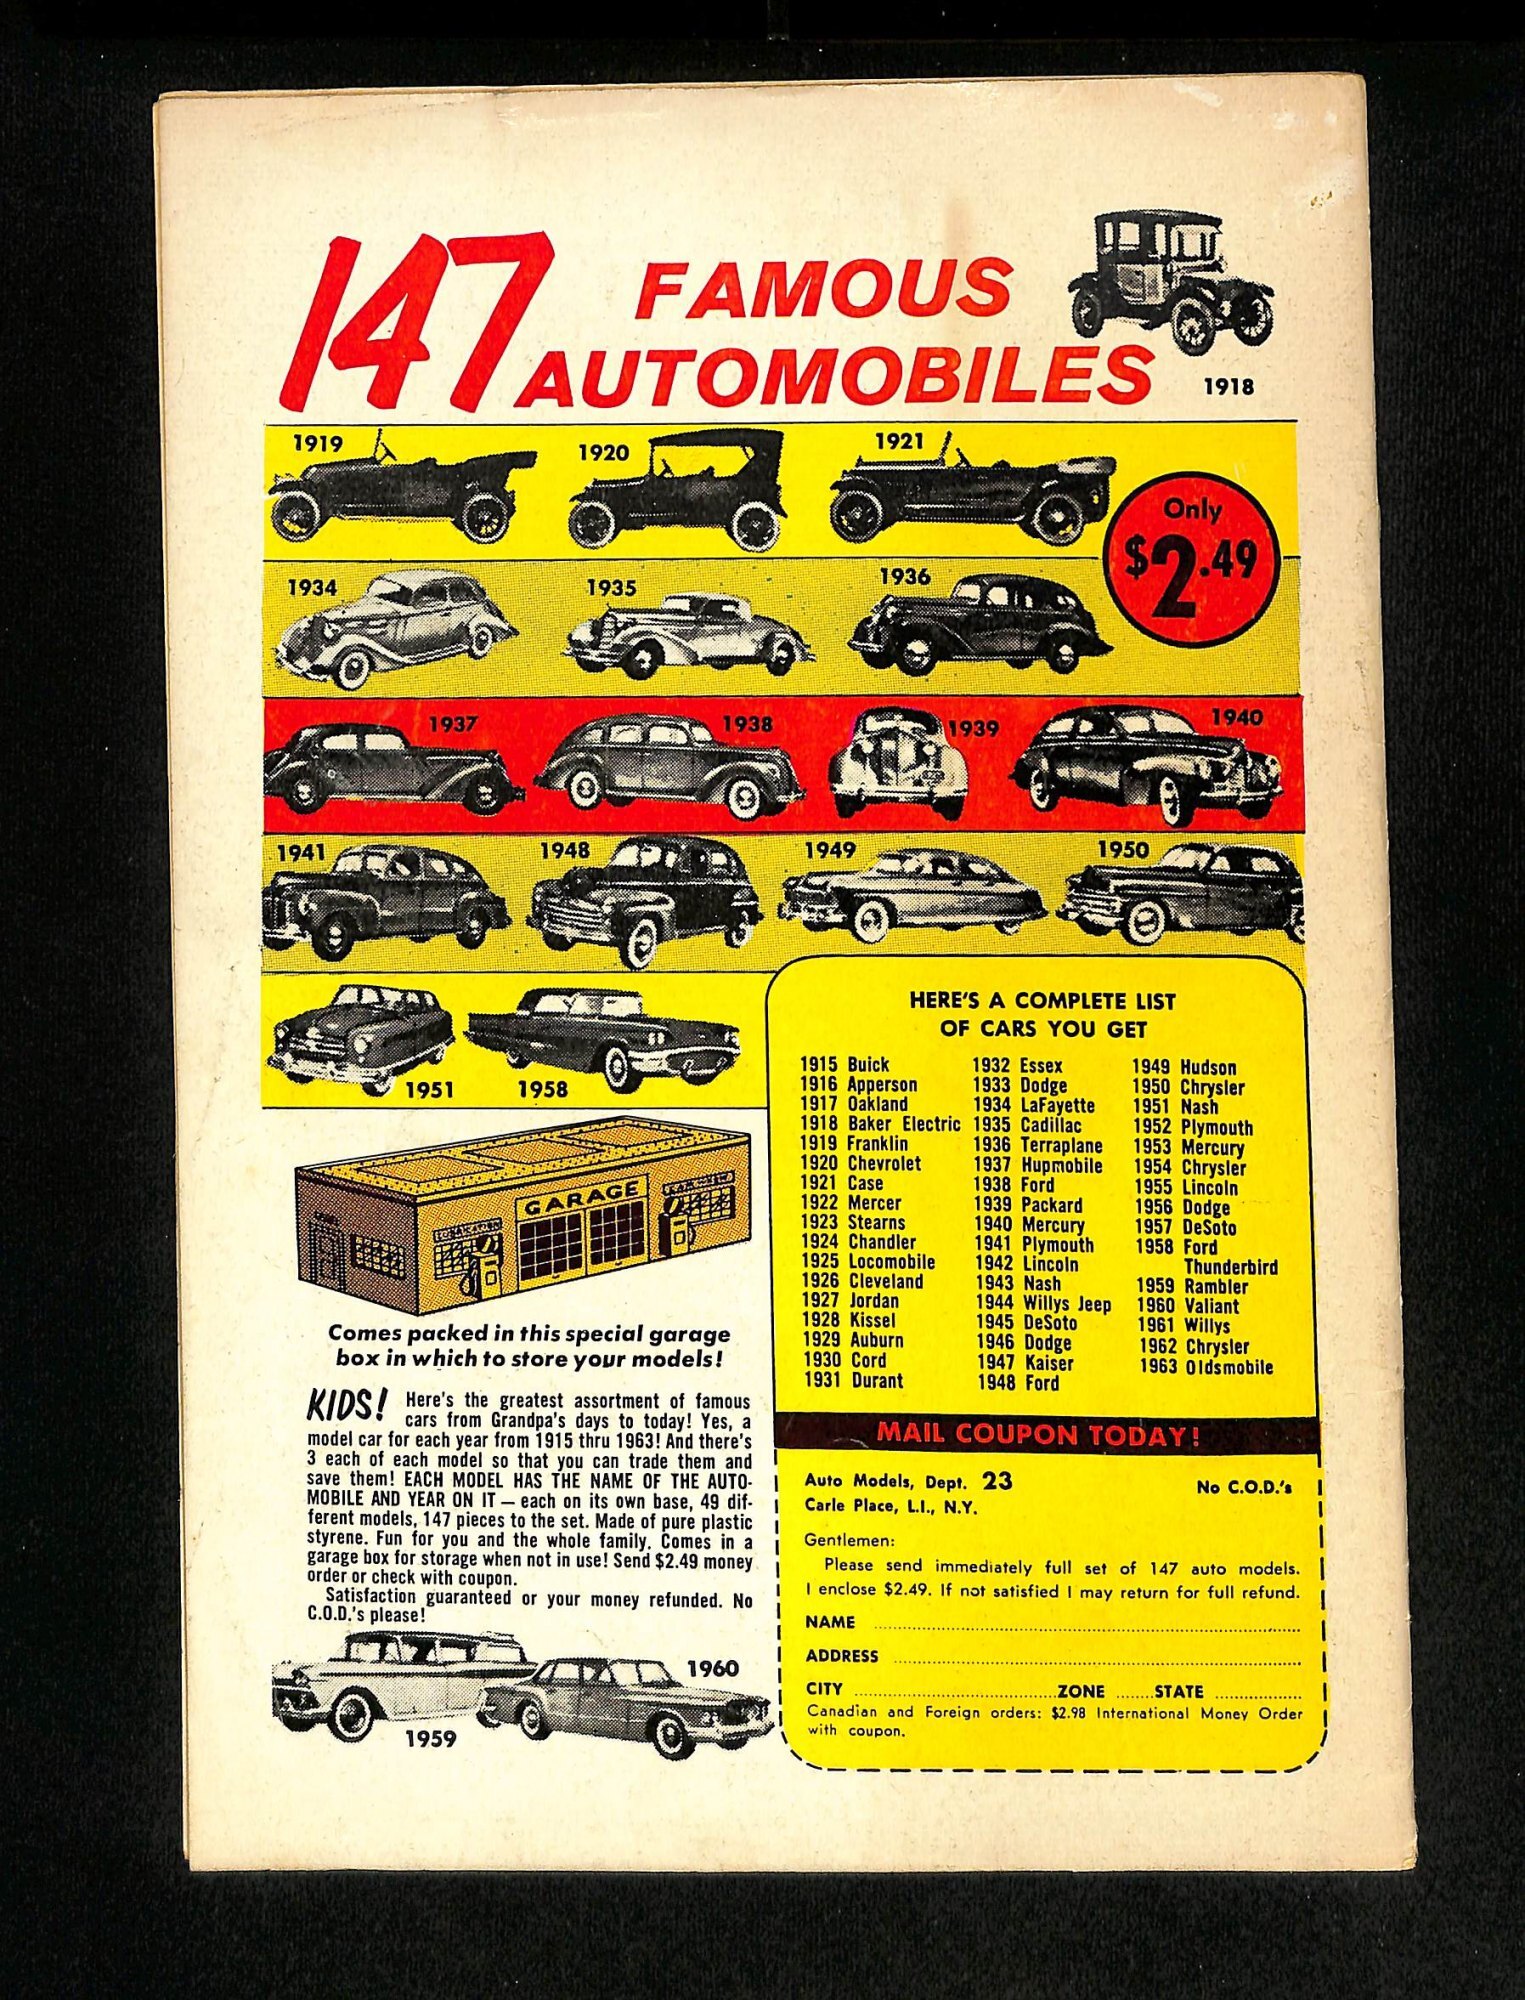 147 FAMOUS
AUTOMOBILES
1918
1919
1920
1921
Only
$2.49
1934
1935
1936
1937
1938
1939
1940
1941
1948
1949
1950
1951
1958
GARAGE
Comes packed in this special garage
box in which to store your models!
KIDS! Here's the greatest assortment of famous
cars from Grandpa's days to today! Yes, a
model car for each year from 1915 thru 1963! And there's
3 each of each model so that you can trade them and
save them! EACH MODEL HAS THE NAME OF THE AUTO-
MOBILE AND YEAR ON IT — each on its own base, 49 dif-
ferent models, 147 pieces to the set. Made of pure plastic
styrene. Fun for you and the whole family. Comes in a
garage box for storage when not in use! Send $2.49 money
order or check with coupon.
Satisfaction guaranteed or your money refunded. No
C.O.D.'s please!
1959
1960
HERE'S A COMPLETE LIST
OF CARS YOU GET
1915 Buick
1916 Apperson
1917 Oakland
1918 Baker Electric
1919 Franklin
1920 Chevrolet
1921 Case
1922 Mercer
1923 Stearns
1924 Chandler
1925 Locomobile
1926 Cleveland
1927 Jordan
1928 Kissel
1929 Auburn
1930 Cord
1931 Durant
1932 Essex
1933 Dodge
1934 LaFayette
1935 Cadillac
1936 Terraplane
1937 Hupmobile
1938 Ford
1939 Packard
1940 Mercury
1941 Plymouth
1942 Lincoln
1943 Nash
1944 Willys Jeep
1945 DeSoto
1946 Dodge
1947 Kaiser
1948 Ford
1949 Hudson
1950 Chrysler
1951 Nash
1952 Plymouth
1953 Mercury
1954 Chrysler
1955 Lincoln
1956 Dodge
1957 DeSoto
1958 Ford
Thunderbird
1959 Rambler
1960 Valiant
1961 Willys
1962 Chrysler
1963 Oldsmobile
MAIL COUPON TODAY!
Auto Models, Dept. 23 No C.O.D.'s
Carle Place, L.I., N.Y.
Gentlemen:
Please send immediately full set of 147 auto models.
I enclose $2.49. If not satisfied I may return for full refund.
NAME
ADDRESS
CITY ZONE STATE
Canadian and Foreign orders: $2.98 International Money Order
with coupon.